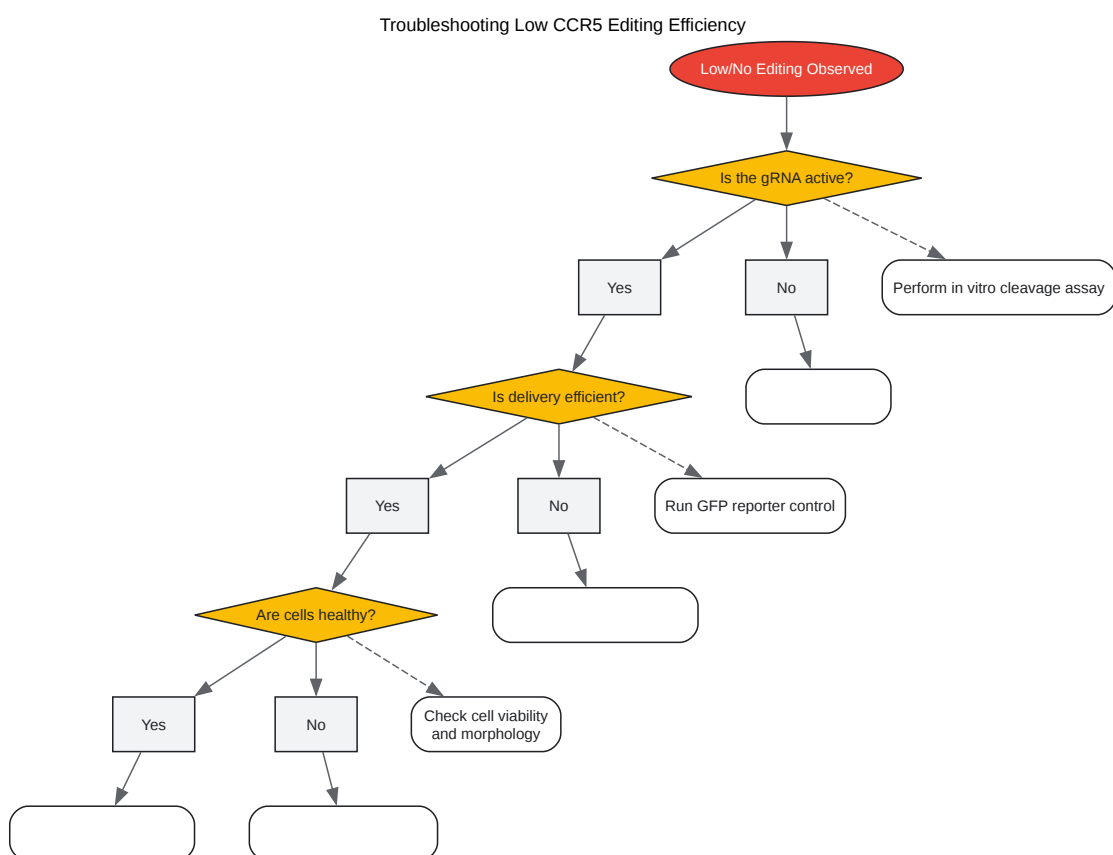 Troubleshooting Low CCR5 Editing Efficiency
Low/No Editing Observed
Is the gRNA active?
Yes
No
Perform in vitro cleavage assay
Is delivery efficient?
Yes
No
Run GFP reporter control
Are cells healthy?
Yes
No
Check cell viability
and morphology